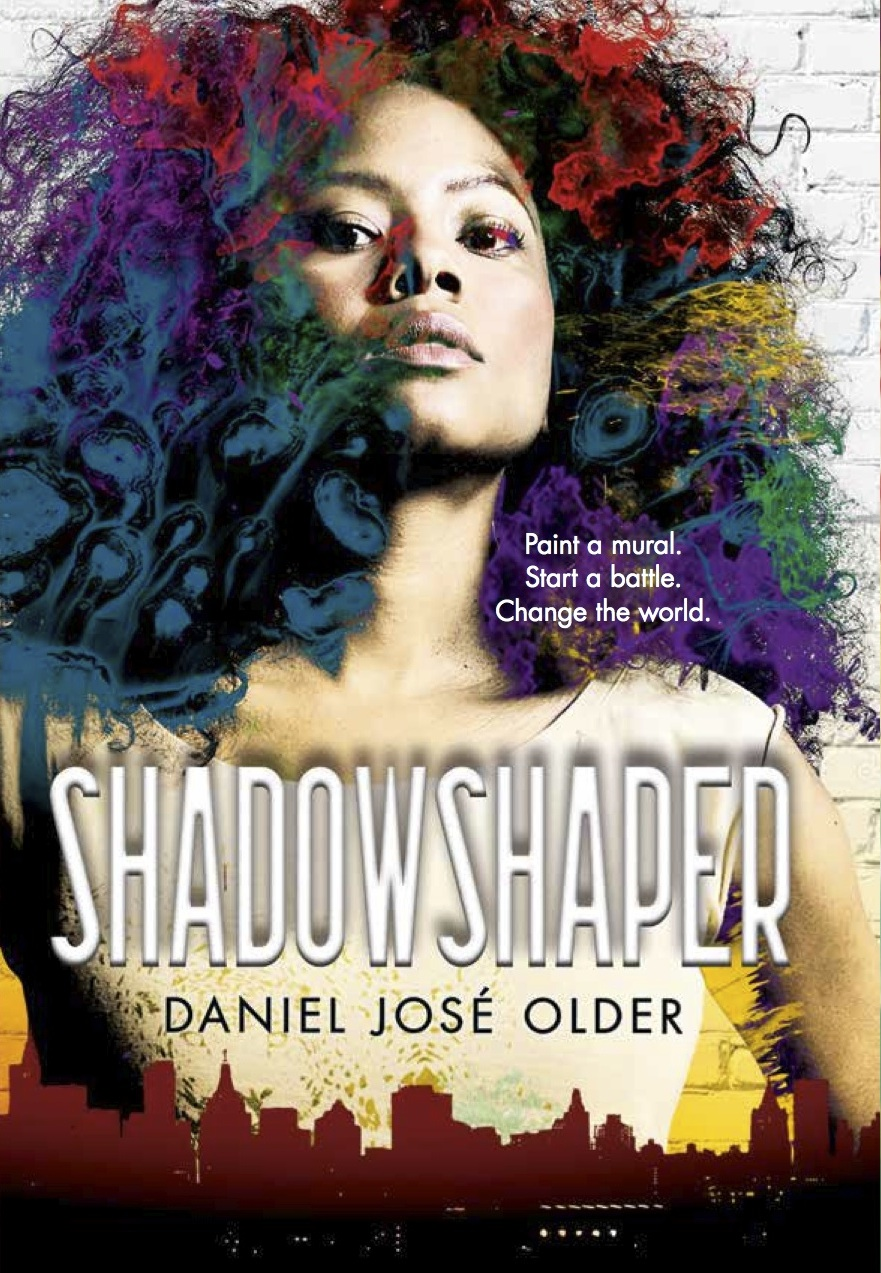 Paint a mural.
Start a battle.
Change the world.
SHADOWSHAPER
DANIEL JOSÉ OLDER